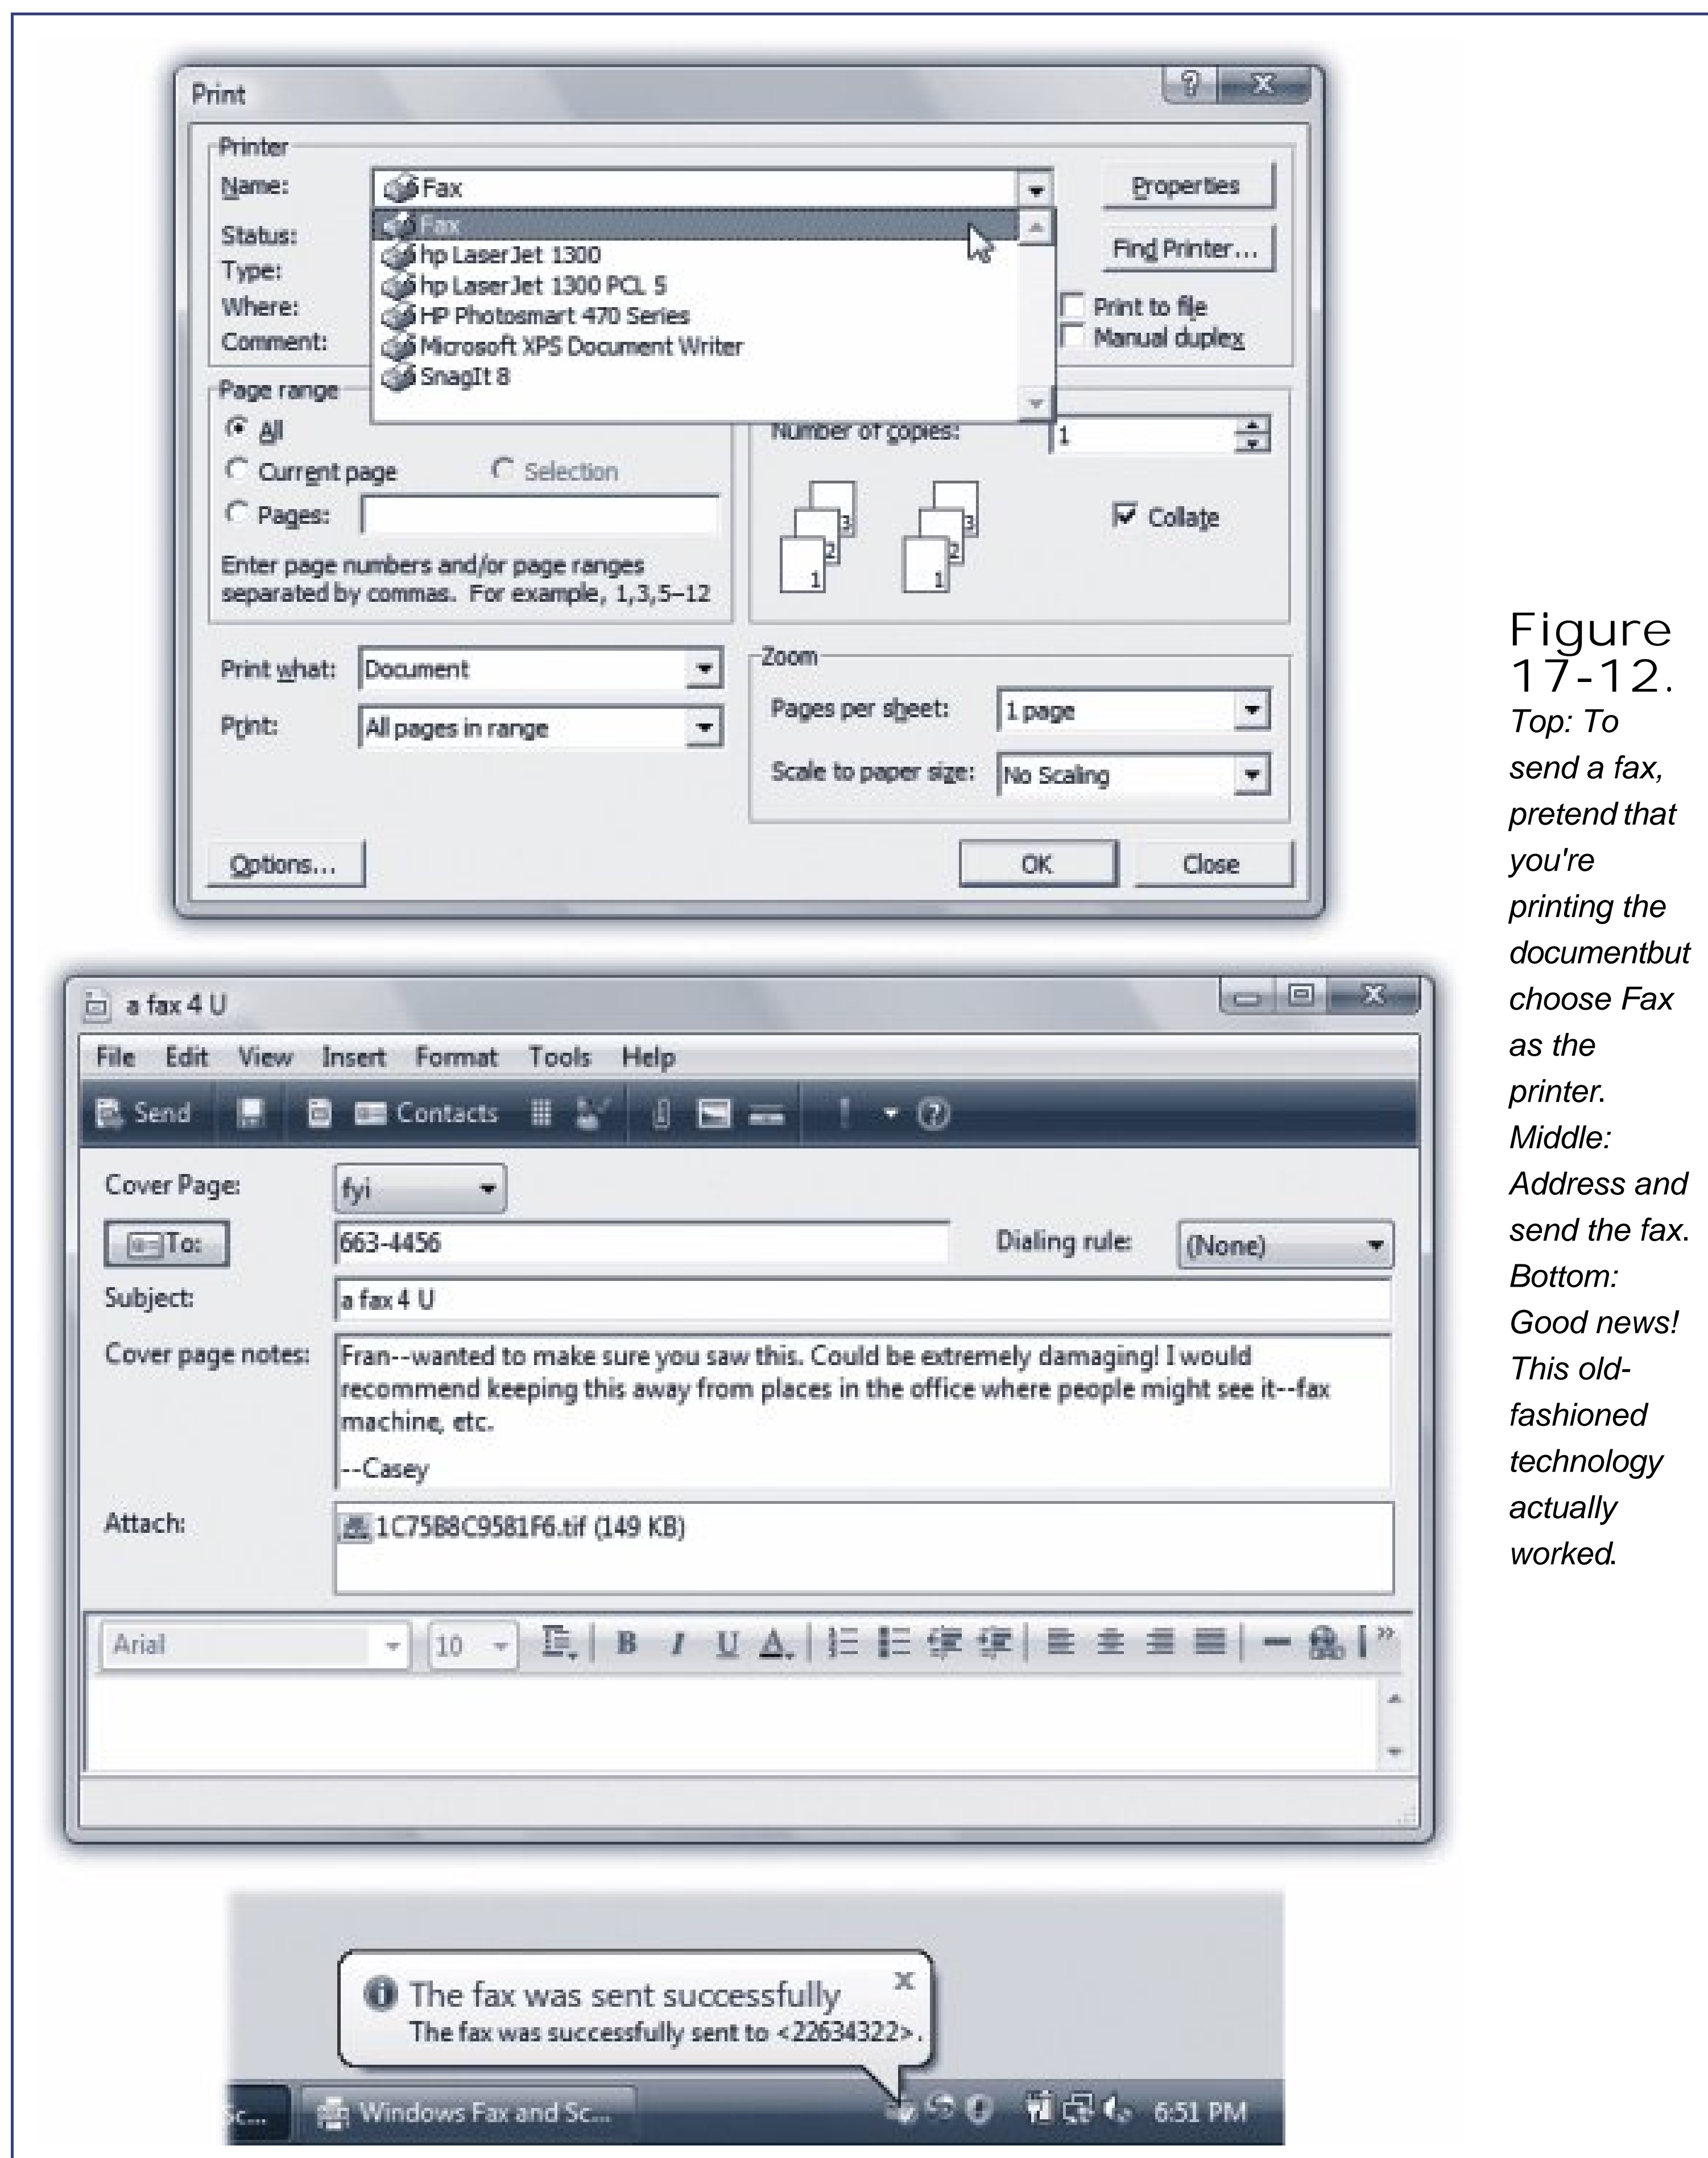 Print
Printer
Name:
Fax
Properties
Fax
Status:
hp LaserJet 1300
Find Printer...
Type:
hp LaserJet 1300 PCL 5
Where:
HP Photosmart 470 Series
Print to file
Comment:
Microsoft XPS Document Writer
Manual duplex
SnagIt 8
Page range
All
Number of copies:
1
Current page
Selection
Pages:
1 2 3
1 2 3
Collate
Enter page numbers and/or page ranges
separated by commas. For example, 1,3,5–12
Print what:
Document
Zoom
Print:
All pages in range
Pages per sheet:
1 page
Scale to paper size:
No Scaling
Options...
OK
Close
a fax 4 U
File Edit View Insert Format Tools Help
Send
Contacts
Cover Page:
fyi
To:
663-4456
Dialing rule:
(None)
Subject:
a fax 4 U
Cover page notes:
Fran--wanted to make sure you saw this. Could be extremely damaging! I would
recommend keeping this away from places in the office where people might see it--fax
machine, etc.
--Casey
Attach:
1C75B8C9581F6.tif (149 KB)
Arial
10
B I U A
The fax was sent successfully
The fax was successfully sent to <22634322>.
Sc...
Windows Fax and Sc...
6:51 PM
Figure
17-12.
Top: To
send a fax,
pretend that
you're
printing the
documentbut
choose Fax
as the
printer.
Middle:
Address and
send the fax.
Bottom:
Good news!
This old-
fashioned
technology
actually
worked.